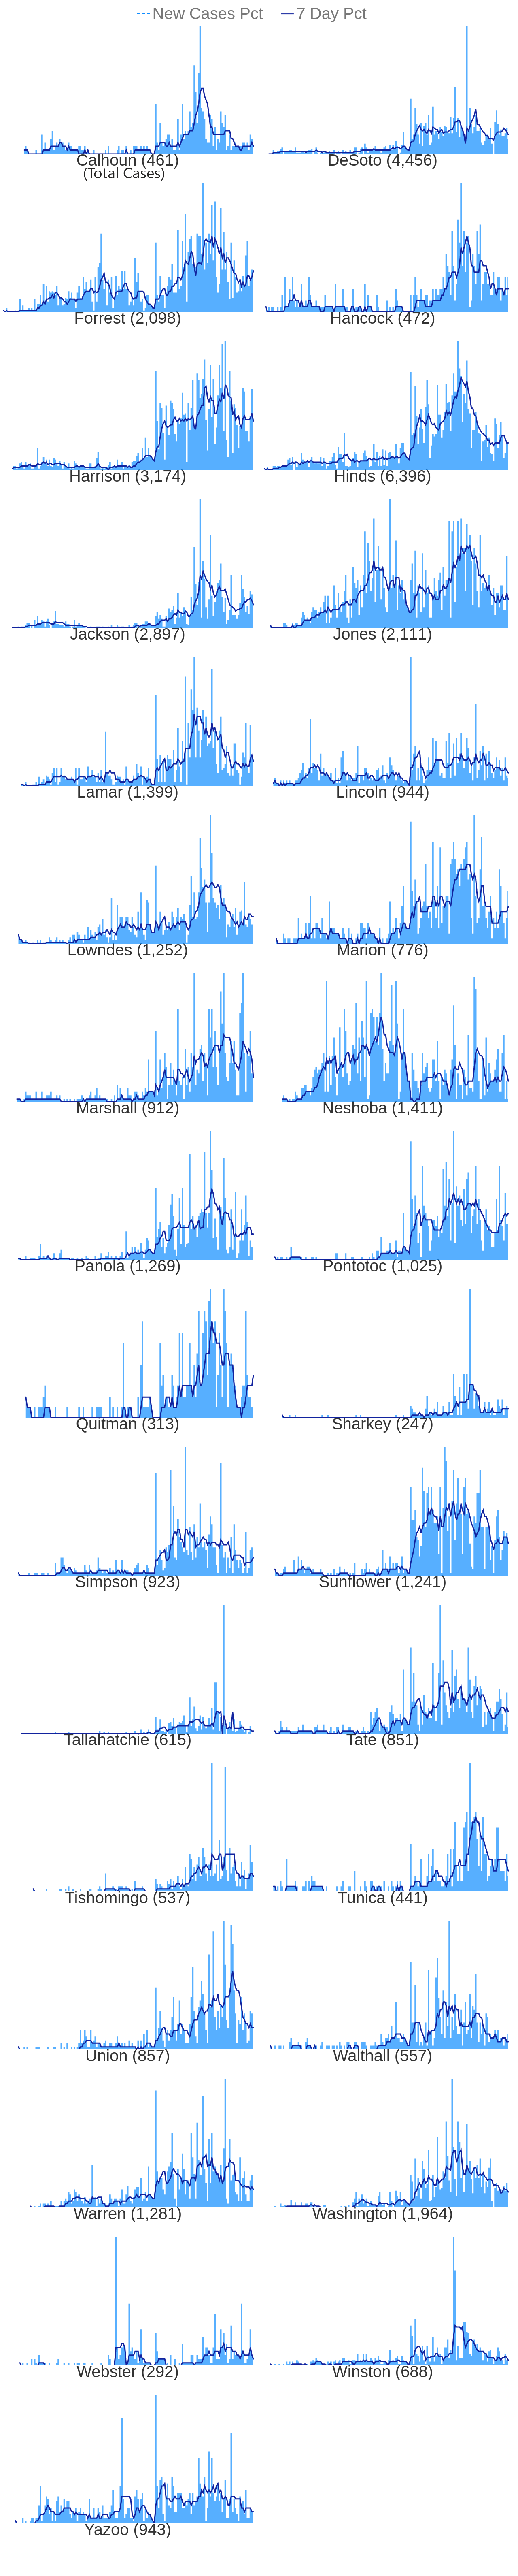 New Cases Pct 7 Day Pct
Calhoun (461) DeSoto (4,456)
(Total Cases)
Forrest (2,098) Hancock (472)
Harrison (3,174) Hinds (6,396)
Jackson (2,897) Jones (2,111)
Lamar (1,399) Lincoln (944)
Lowndes (1,252) Marion (776)
Marshall (912) Neshoba (1,411)
Panola (1,269) Pontotoc (1,025)
Quitman (313) Sharkey (247)
Simpson (923) Sunflower (1,241)
Tallahatchie (615) Tate (851)
Tishomingo (537) Tunica (441)
Union (857) Walthall (557)
Warren (1,281) Washington (1,964)
Webster (292) Winston (688)
Yazoo (943)